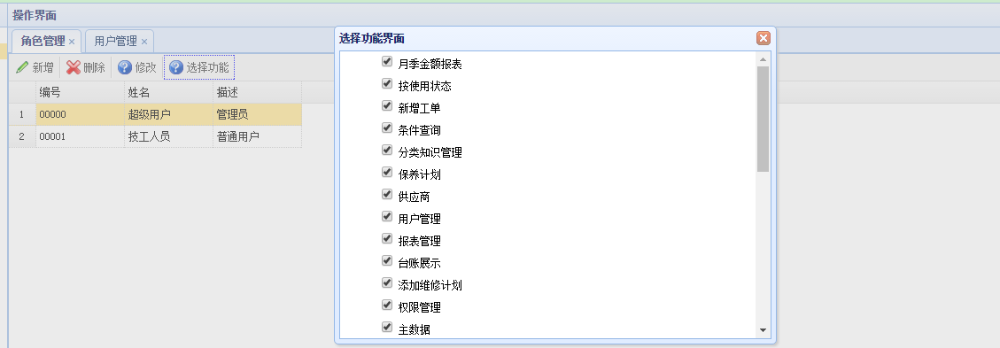 操作界面
角色管理 用户管理
新增 删除 修改 选择功能
编号 姓名 描述
1 00000 超级用户 管理员
2 00001 技工人员 普通用户
选择功能界面
月季金额报表
按使用状态
新增工单
条件查询
分类知识管理
保养计划
供应商
用户管理
报表管理
台账展示
添加维修计划
权限管理
主数据